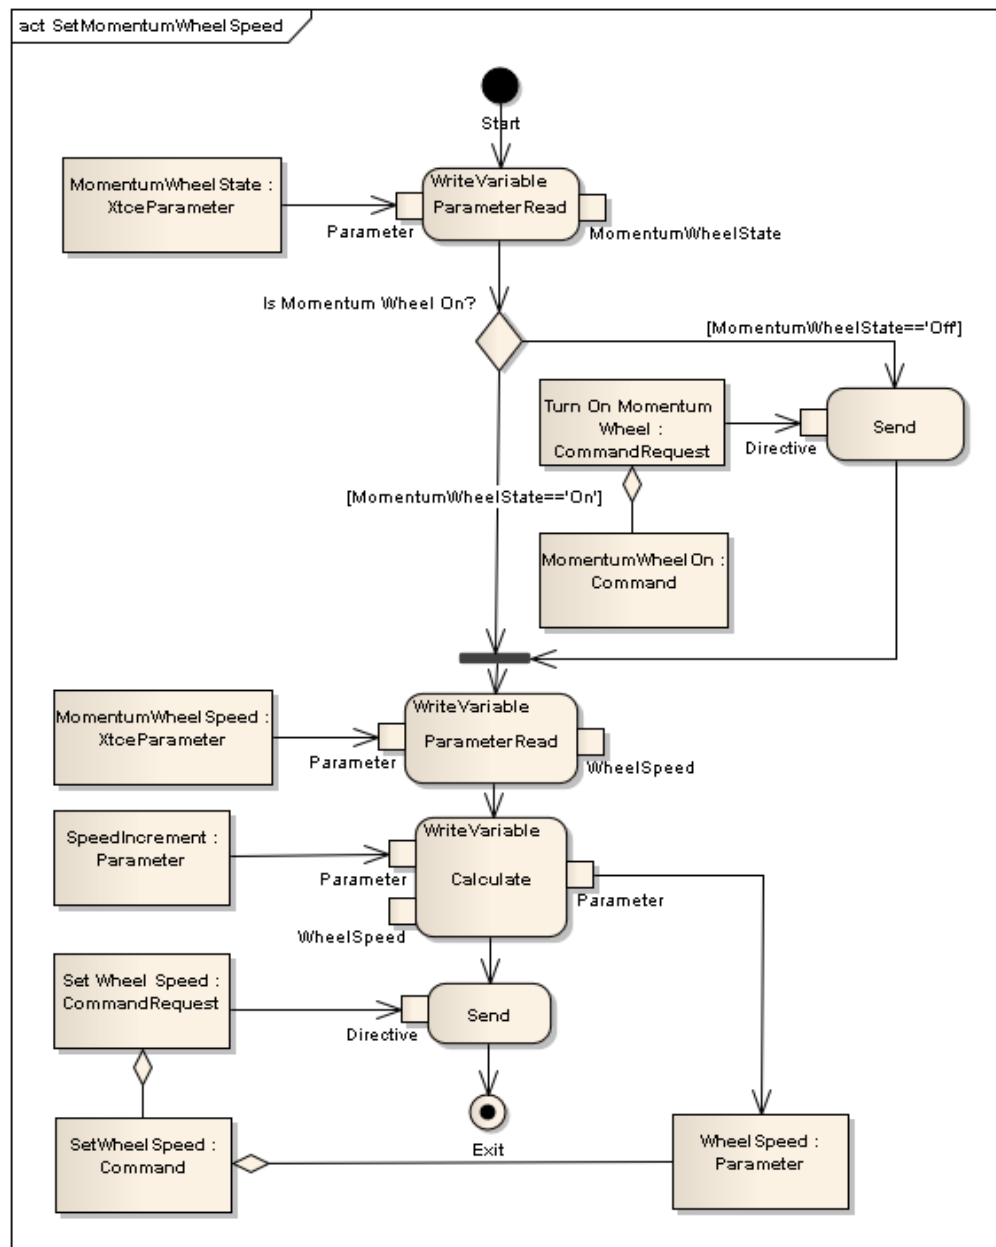 act SetMomentumWheelSpeed
Start
MomentumWheelState :
XtceParameter
WriteVariable
ParameterRead
Parameter
MomentumWheelState
Is Momentum Wheel On?
[MomentumWheelState=='Off']
Turn On Momentum
Wheel :
CommandRequest
Directive
Send
[MomentumWheelState=='On']
MomentumWheelOn :
Command
MomentumWheelSpeed :
XtceParameter
WriteVariable
ParameterRead
Parameter
WheelSpeed
SpeedIncrement :
Parameter
WriteVariable
Calculate
Parameter
Parameter
WheelSpeed
Set Wheel Speed :
CommandRequest
Send
Directive
Exit
SetWheelSpeed :
Command
WheelSpeed :
Parameter